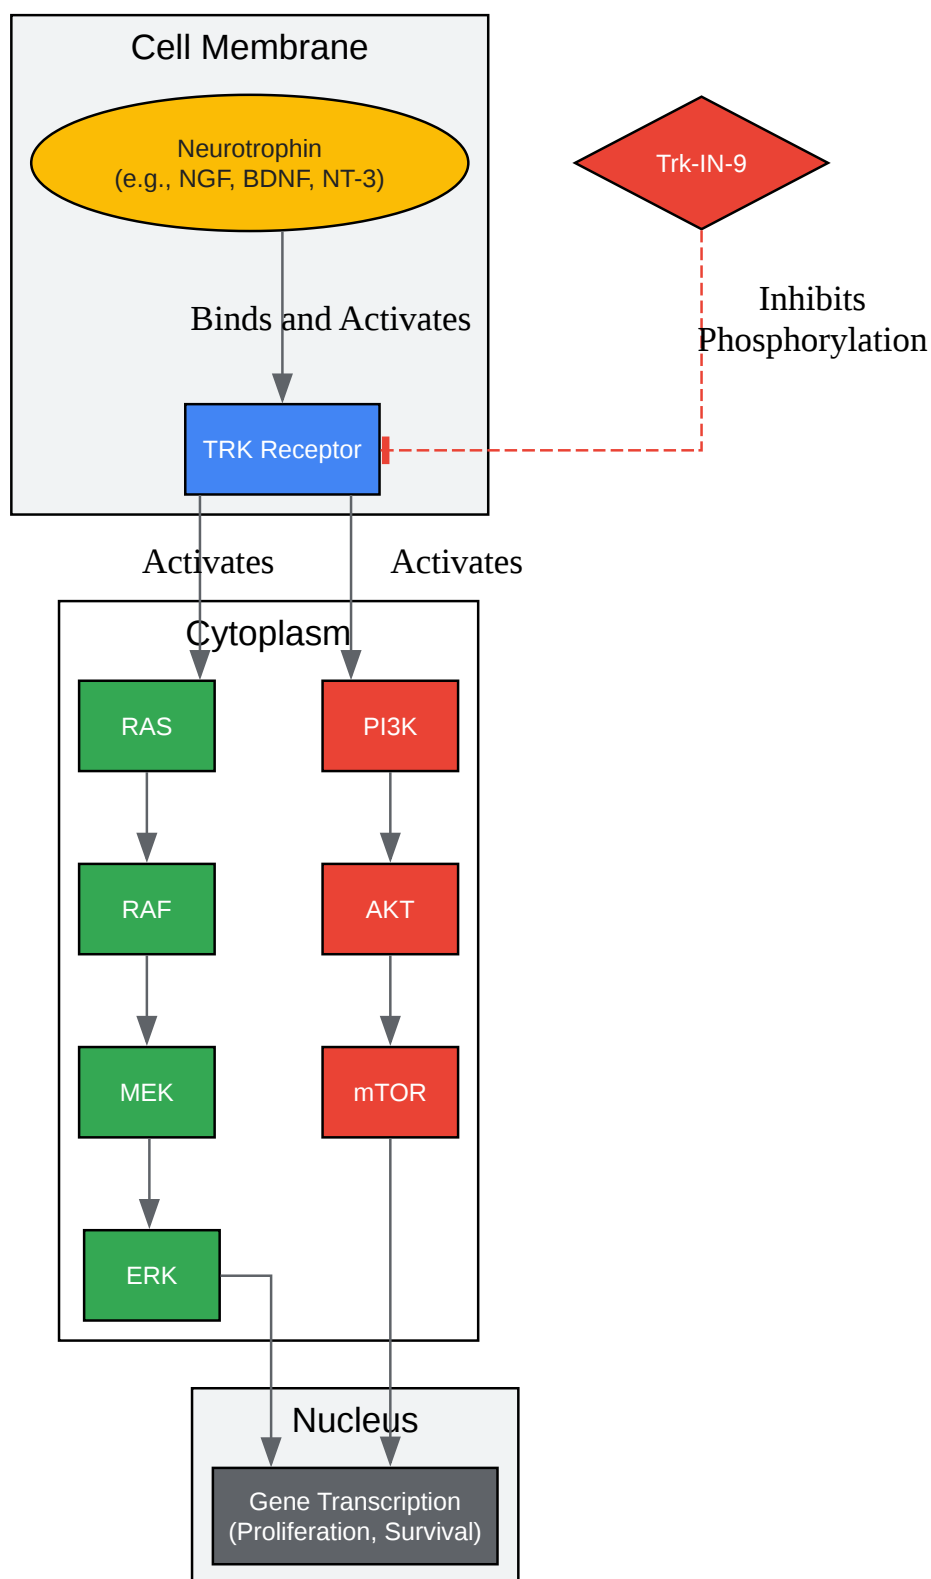 Cell Membrane
Neurotrophin
(e.g., NGF, BDNF, NT-3)
Trk-IN-9
Binds and Activates
Inhibits
Phosphorylation
TRK Receptor
Activates
Activates
Cytoplasm
RAS
PI3K
RAF
AKT
MEK
mTOR
ERK
Nucleus
Gene Transcription
(Proliferation, Survival)